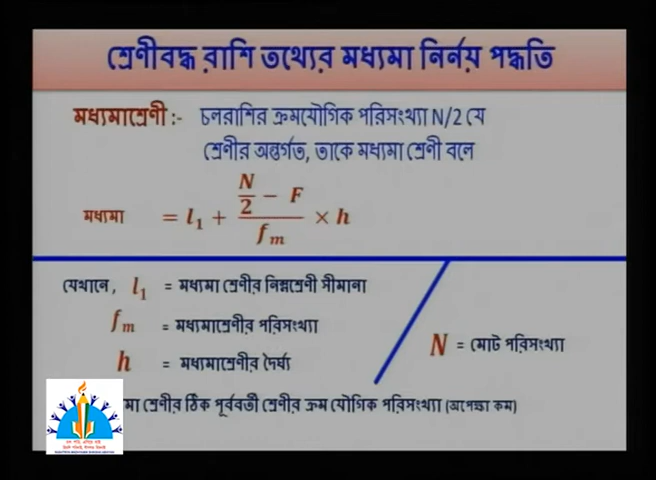 শ্রেণীবদ্ধ রাশি তথ্যের মধ্যমা নির্নয় পদ্ধতি
মধ্যমাশ্রেণী :- চলরাশির ক্রমযৌগিক পরিসংখ্যা N/2 যে
শ্রেণীর অন্তর্গত, তাকে মধ্যমা শ্রেণী বলে
মধ্যমা = l₁ + (N/2 − F)/fₘ × h
যেখানে, l₁ = মধ্যমা শ্রেণীর নিম্নশ্রেণী সীমানা
fₘ = মধ্যমাশ্রেণীর পরিসংখ্যা
h = মধ্যমাশ্রেণীর দৈর্ঘ্য
N = মোট পরিসংখ্যা
মা শ্রেণীর ঠিক পূর্ববর্তী শ্রেণীর ক্রম যৌগিক পরিসংখ্যা (অপেক্ষা কম)